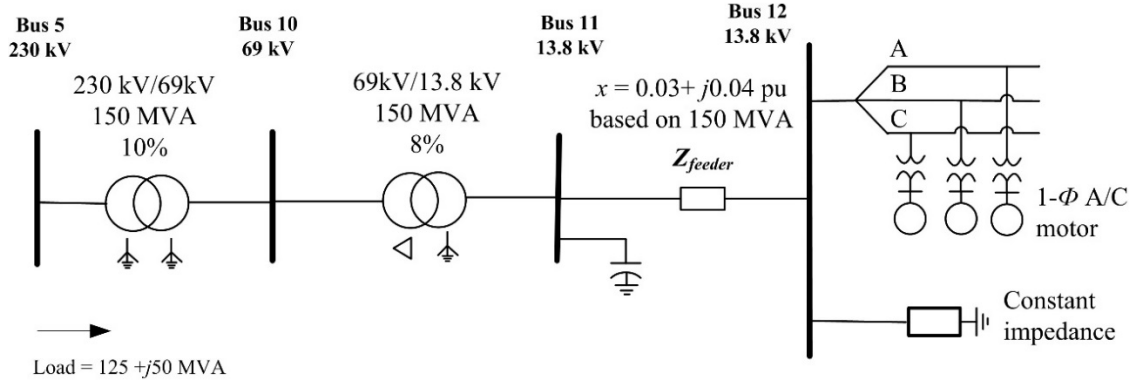 Bus 5
230 kV
Bus 10
69 kV
Bus 11
13.8 kV
Bus 12
13.8 kV
230 kV/69kV
150 MVA
10%
69kV/13.8 kV
150 MVA
8%
x = 0.03+ j0.04 pu
based on 150 MVA
Zfeeder
A
B
C
1-Φ A/C
motor
Constant
impedance
Load = 125 +j50 MVA